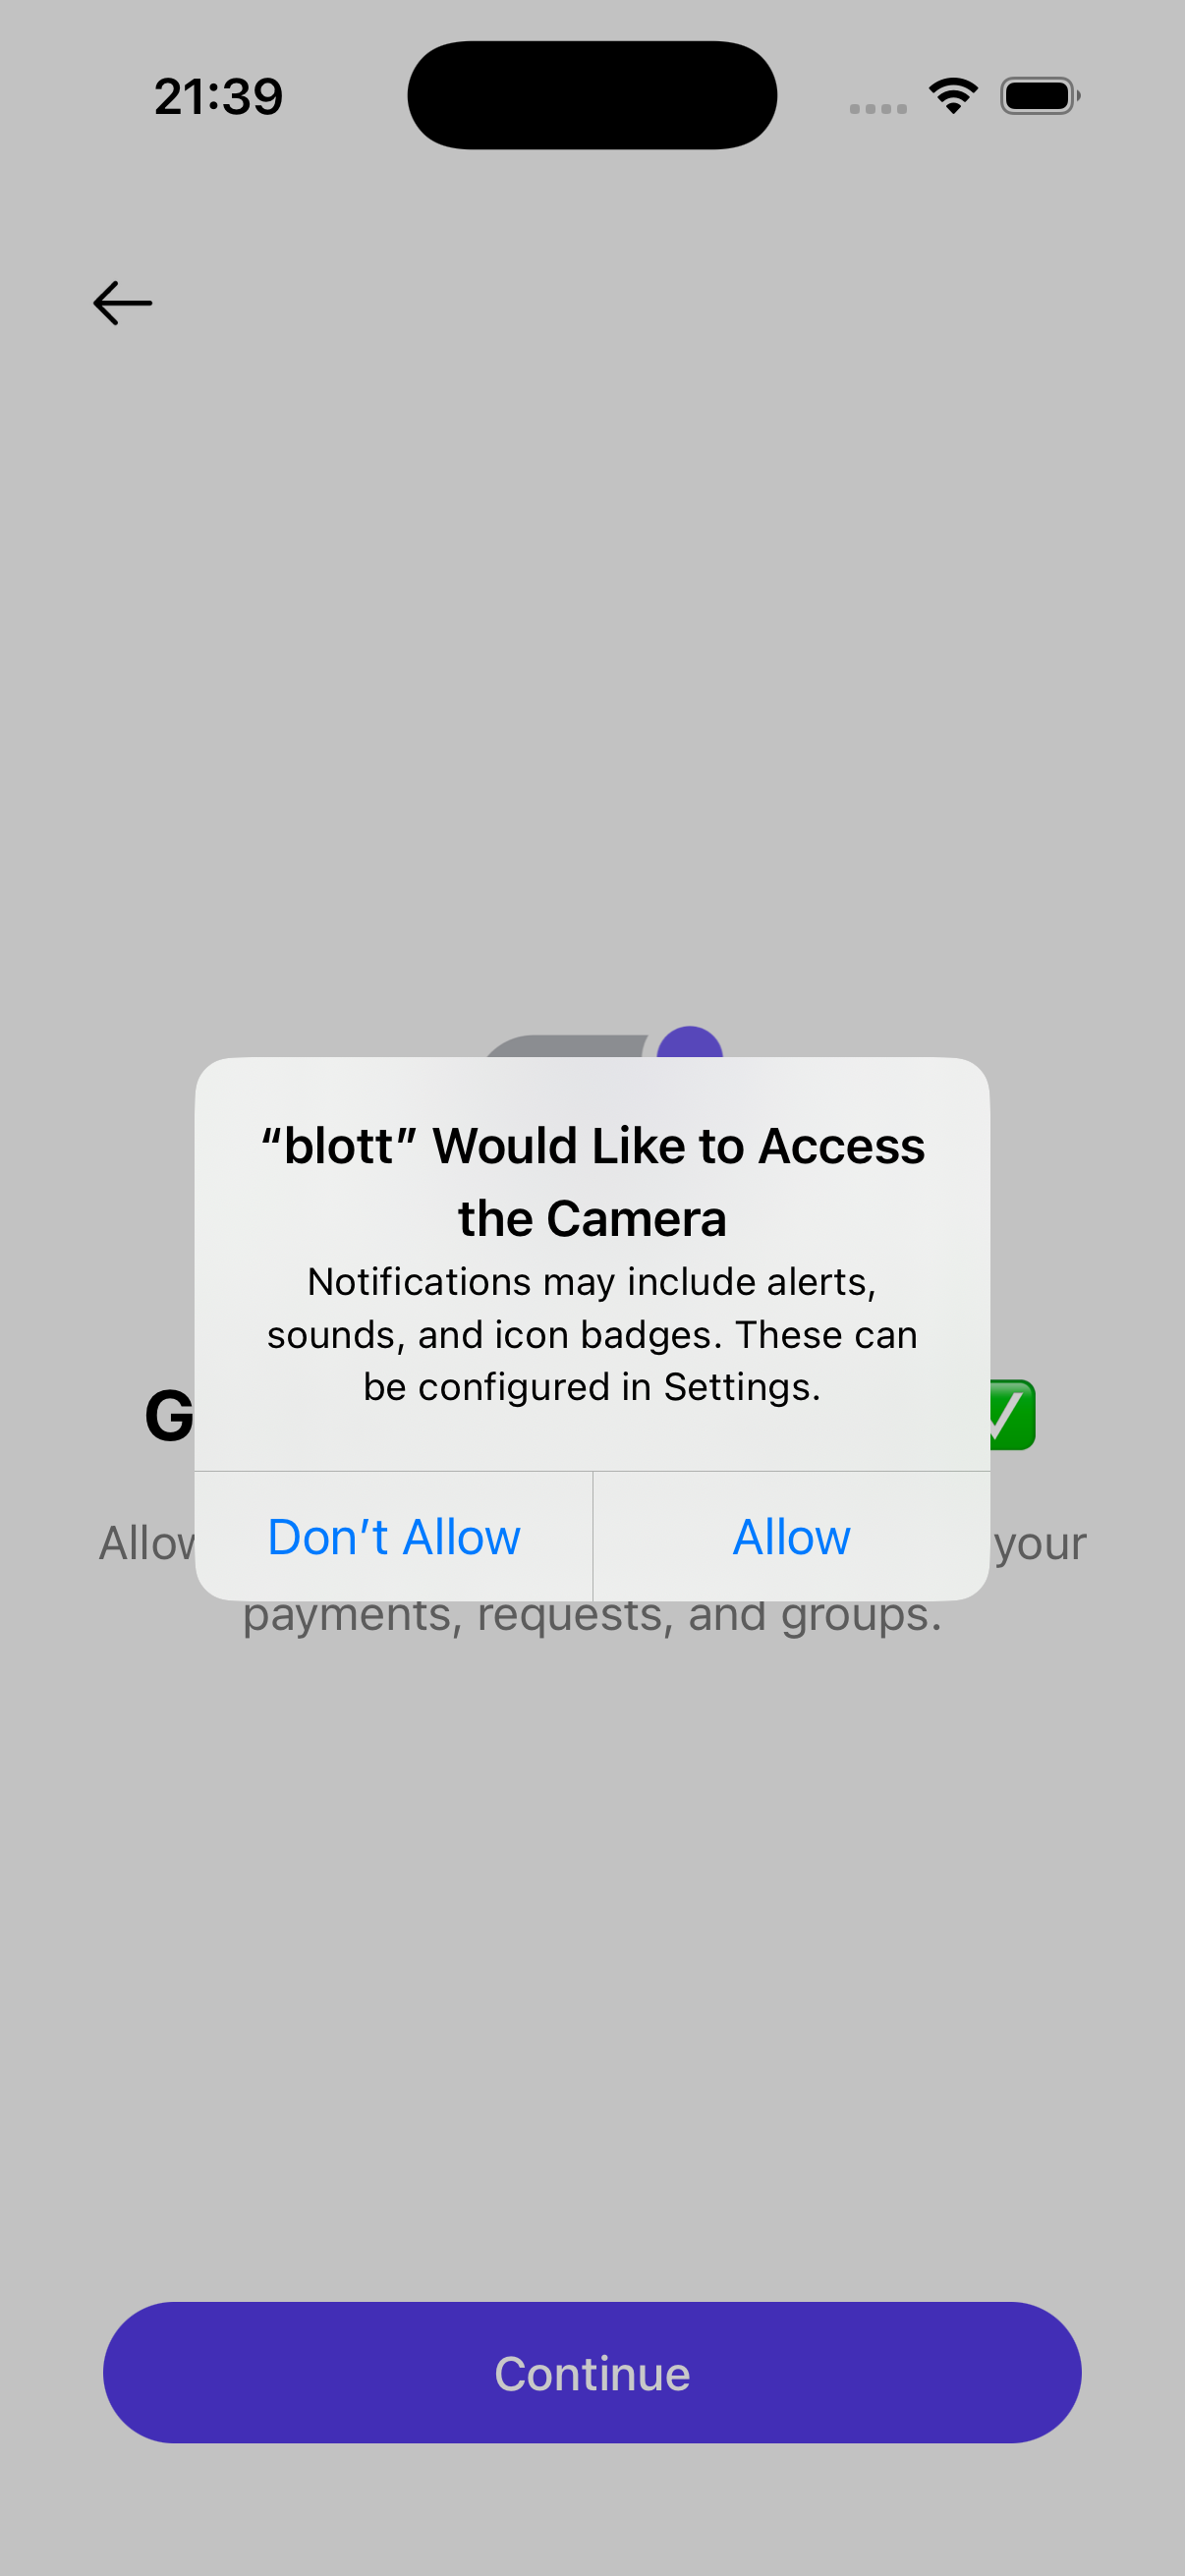 21:39
“blott” Would Like to Access
the Camera
Notifications may include alerts,
sounds, and icon badges. These can
be configured in Settings.
Don’t Allow
Allow
your
payments, requests, and groups.
Continue